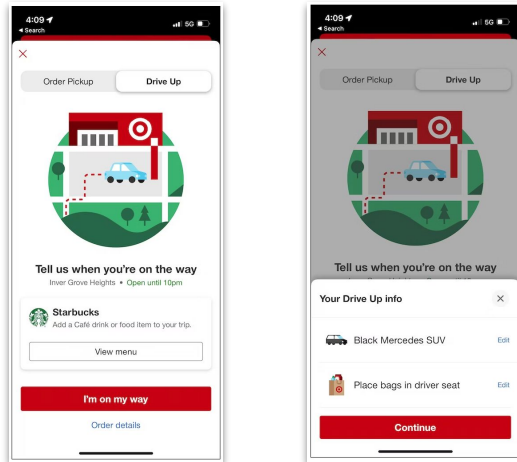 4:09
5G
◄ Search
×
Order Pickup
Drive Up
Tell us when you're on the way
Inver Grove Heights • Open until 10pm
Starbucks
Add a Café drink or food item to your trip.
View menu
I'm on my way
Order details
4:09
5G
◄ Search
×
Order Pickup
Drive Up
Tell us when you're on the way
Your Drive Up info
×
Black Mercedes SUV
Edit
Place bags in driver seat
Edit
Continue